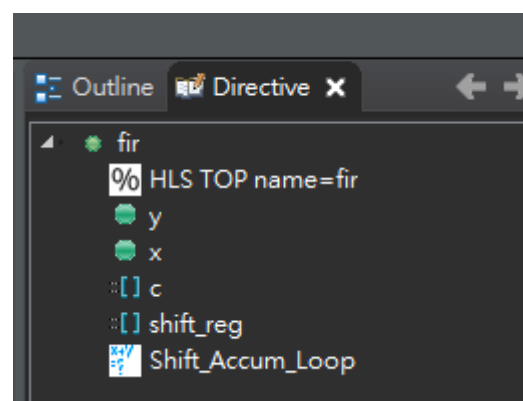 Outline Directive
fir
% HLS TOP name=fir
y
x
[] c
[] shift_reg
Shift_Accum_Loop